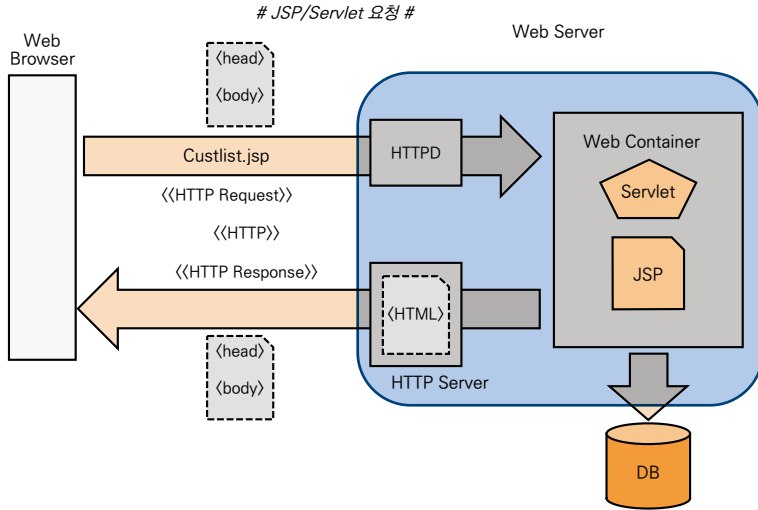 # JSP/Servlet 요청 #
Web Server
Web
Browser
〈head〉
〈body〉
Custlist.jsp
HTTPD
Web Container
Servlet
〈〈HTTP Request〉〉
〈〈HTTP〉〉
〈〈HTTP Response〉〉
JSP
〈HTML〉
〈head〉
〈body〉
HTTP Server
DB